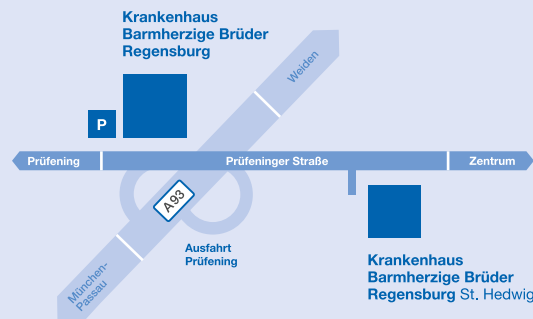 Krankenhaus
Barmherzige Brüder
Regensburg
Weiden
P
Prüfening
Prüfeninger Straße
Zentrum
A93
Ausfahrt
Prüfening
München-
Passau
Krankenhaus
Barmherzige Brüder
Regensburg St. Hedwig